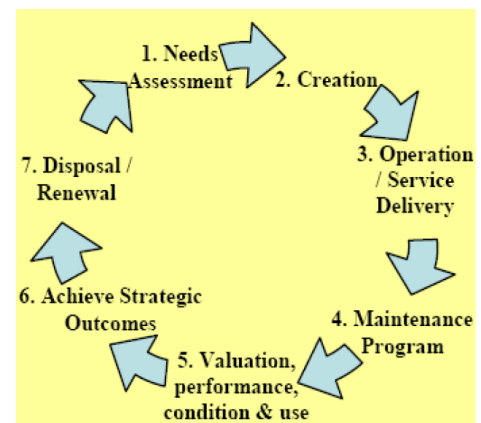 1. Needs
Assessment
2. Creation
3. Operation
/ Service
Delivery
4. Maintenance
Program
5. Valuation,
performance,
condition & use
6. Achieve Strategic
Outcomes
7. Disposal /
Renewal